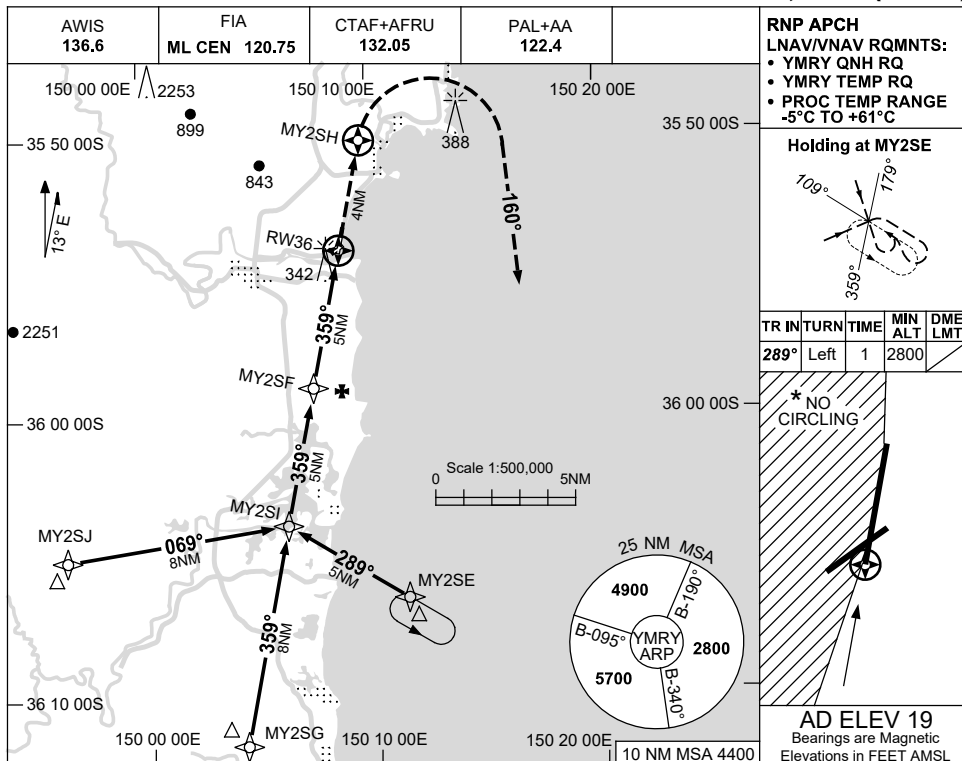 AWIS
136.6
FIA
ML CEN 120.75
CTAF+AFRU
132.05
PAL+AA
122.4
RNP APCH
LNAV/VNAV RQMNTS:
• YMRY QNH RQ
• YMRY TEMP RQ
• PROC TEMP RANGE
-5°C TO +61°C
150 00 00E
2253
150 10 00E
150 20 00E
899
MY2SH
388
35 50 00S
35 50 00S
843
13° E
4NM
160°
RW36
342
2251
359°
5NM
MY2SF
36 00 00S
36 00 00S
359°
5NM
Scale 1:500,000
0
5NM
MY2SI
MY2SJ
069°
8NM
289°
5NM
MY2SE
359°
8NM
25 NM MSA
4900
B-190°
B-095°
YMRY
ARP
2800
5700
B-340°
36 10 00S
MY2SG
150 00 00E
150 10 00E
150 20 00E
10 NM MSA 4400
Holding at MY2SE
109°
179°
359°
TR IN
TURN
TIME
MIN
ALT
DME
LMT
289°
Left
1
2800
* NO
CIRCLING
AD ELEV 19
Bearings are Magnetic
Elevations in FEET AMSL